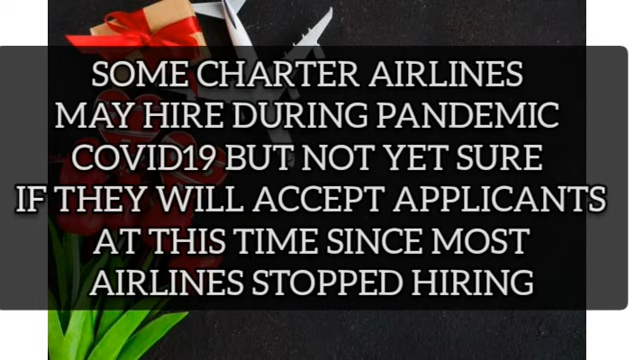 SOME CHARTER AIRLINES
MAY HIRE DURING PANDEMIC
COVID19 BUT NOT YET SURE
IF THEY WILL ACCEPT APPLICANTS
AT THIS TIME SINCE MOST
AIRLINES STOPPED HIRING